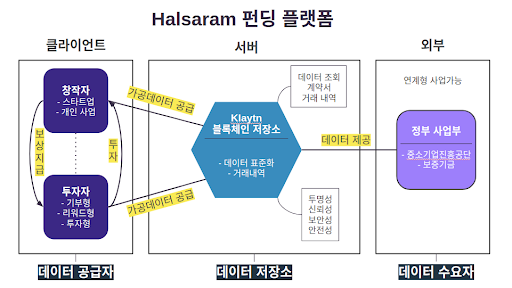 Halsaram 펀딩 플랫폼
클라이언트
서버
외부
창작자
- 스타트업
- 개인 사업
보상지급
투자
투자자
- 기부형
- 리워드형
- 투자형
가공데이터 공급
가공데이터 공급
Klaytn
블록체인 저장소
- 데이터 표준화
- 거래내역
데이터 조회
계약서
거래 내역
투명성
신뢰성
보안성
안전성
데이터 제공
연계형 사업가능
정부 사업부
- 중소기업진흥공단
- 보증기금
데이터 공급자
데이터 저장소
데이터 수요자